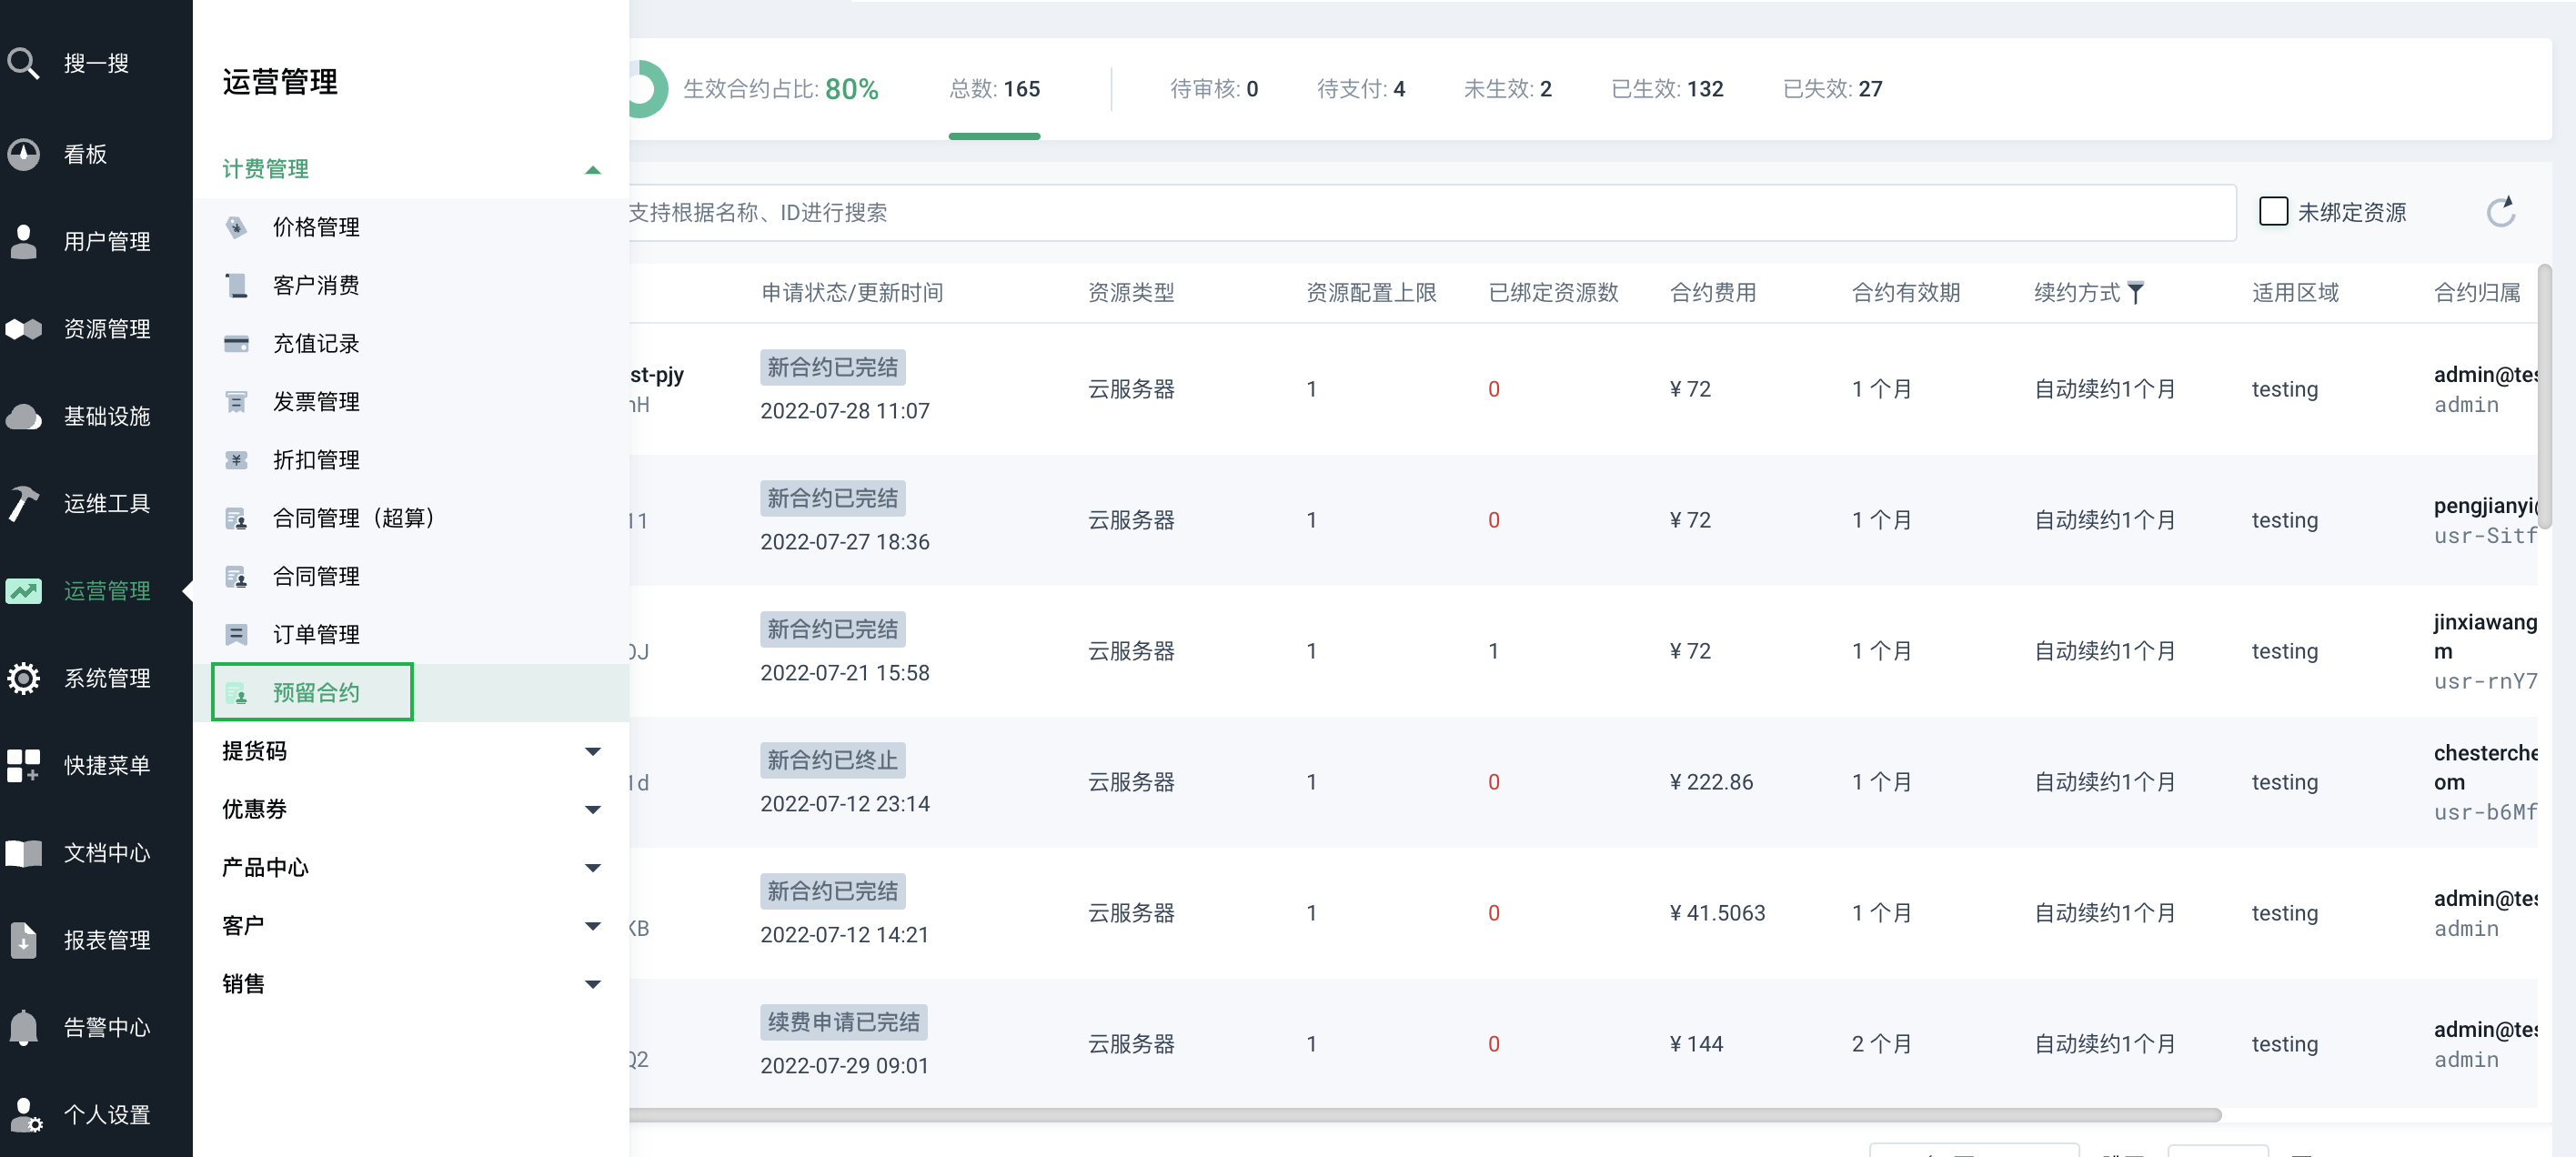 搜一搜
看板
用户管理
资源管理
基础设施
运维工具
运营管理
系统管理
快捷菜单
文档中心
报表管理
告警中心
个人设置
运营管理
计费管理
价格管理
客户消费
充值记录
发票管理
折扣管理
合同管理（超算）
合同管理
订单管理
预留合约
提货码
优惠券
产品中心
客户
销售
生效合约占比: 80% 总数: 165 待审核: 0 待支付: 4 未生效: 2 已生效: 132 已失效: 27
支持根据名称、ID进行搜索 未绑定资源
申请状态/更新时间 资源类型 资源配置上限 已绑定资源数 合约费用 合约有效期 续约方式 适用区域 合约归属
st-pjy
新合约已完结
2022-07-28 11:07
云服务器 1 0 ¥ 72 1 个月 自动续约1个月 testing
admin@tes
admin
11
新合约已完结
2022-07-27 18:36
云服务器 1 0 ¥ 72 1 个月 自动续约1个月 testing
pengjianyi@
usr-Sitf
0J
新合约已完结
2022-07-21 15:58
云服务器 1 1 ¥ 72 1 个月 自动续约1个月 testing
jinxiawang
m
usr-rnY7
1d
新合约已终止
2022-07-12 23:14
云服务器 1 0 ¥ 222.86 1 个月 自动续约1个月 testing
chesterche
om
usr-b6Mf
KB
新合约已完结
2022-07-12 14:21
云服务器 1 0 ¥ 41.5063 1 个月 自动续约1个月 testing
admin@tes
admin
Q2
续费申请已完结
2022-07-29 09:01
云服务器 1 0 ¥ 144 2 个月 自动续约1个月 testing
admin@tes
admin